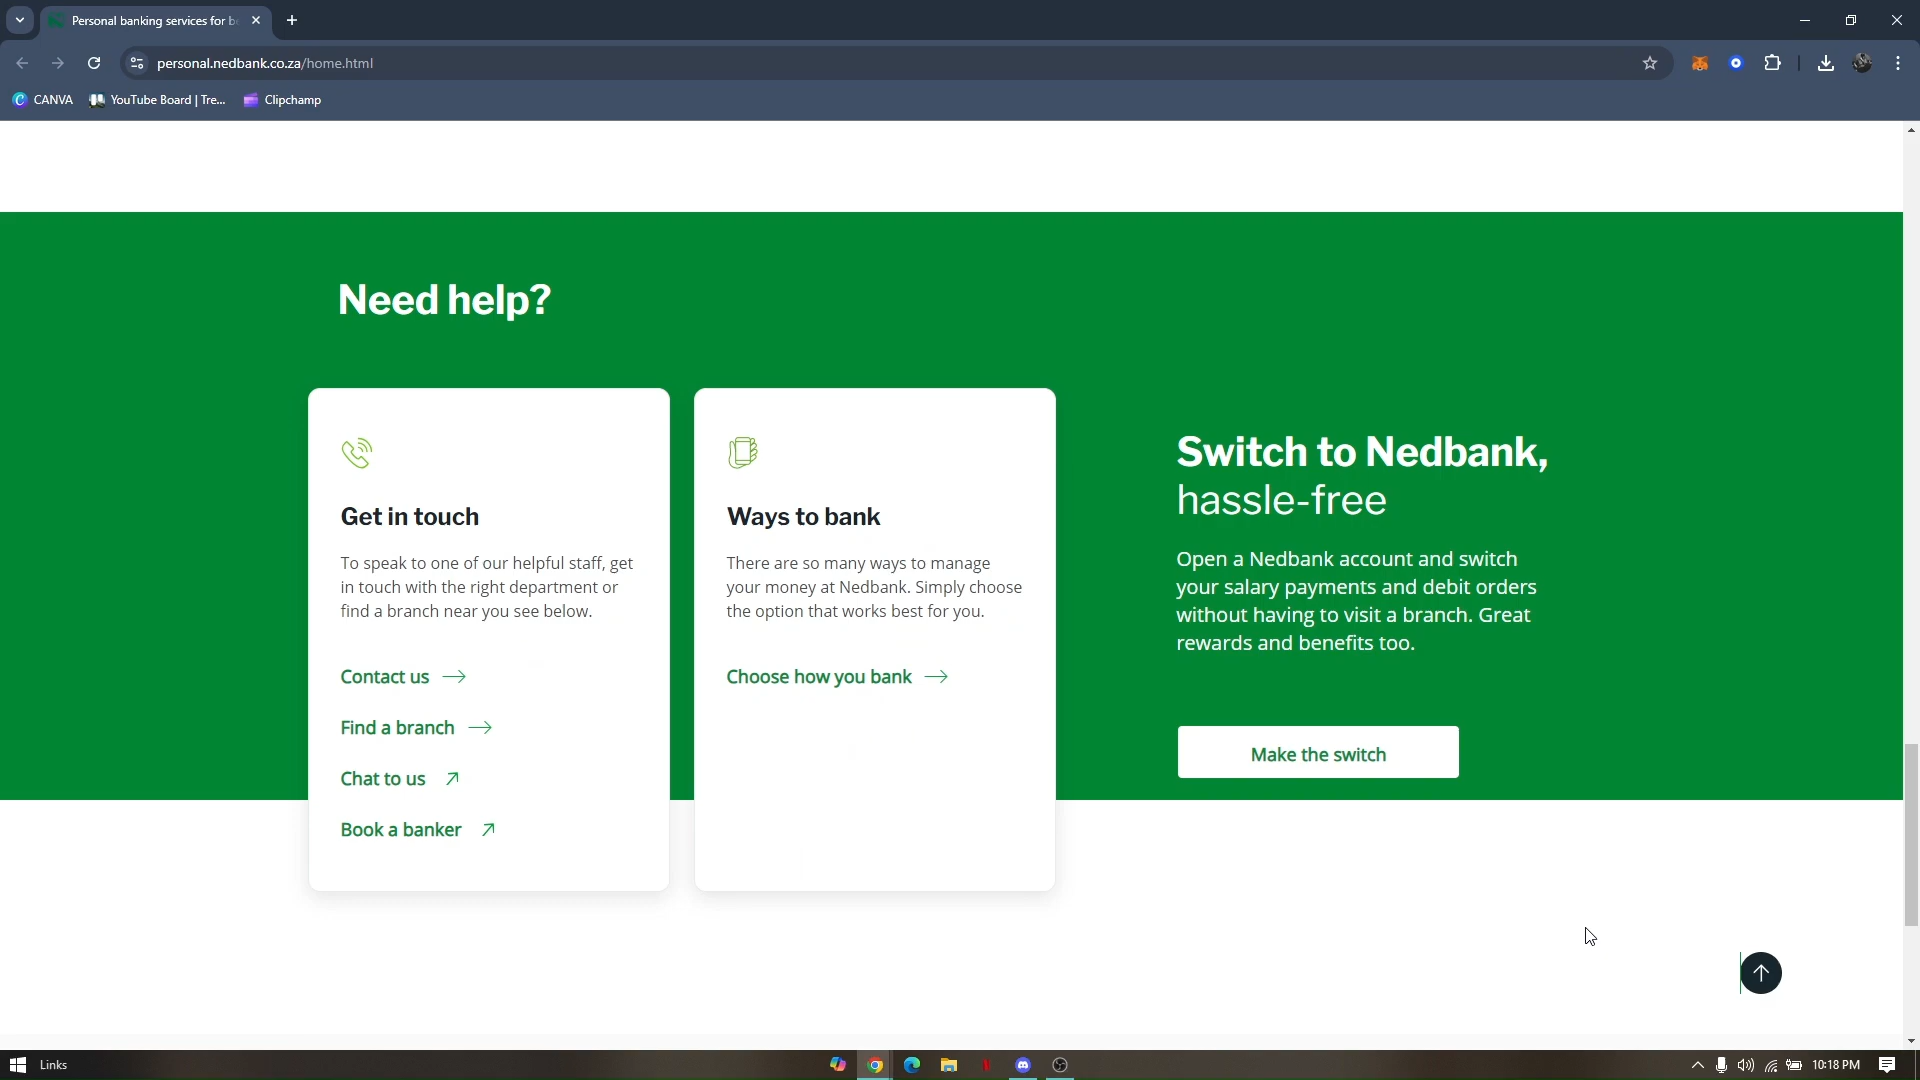 Personal banking services for be
personal.nedbank.co.za/home.html
CANVA
YouTube Board | Tre...
Clipchamp
Need help?
Get in touch
To speak to one of our helpful staff, get
in touch with the right department or
find a branch near you see below.
Contact us
Find a branch
Chat to us
Book a banker
Ways to bank
There are so many ways to manage
your money at Nedbank. Simply choose
the option that works best for you.
Choose how you bank
Switch to Nedbank,
hassle-free
Open a Nedbank account and switch
your salary payments and debit orders
without having to visit a branch. Great
rewards and benefits too.
Make the switch
Links
10:18 PM